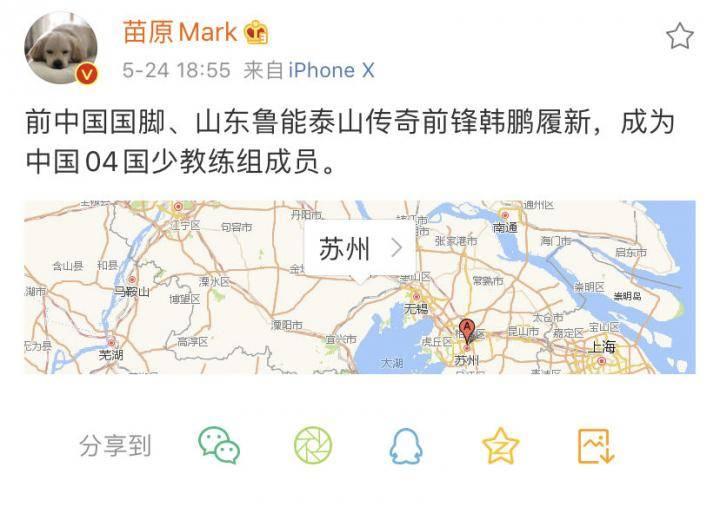 苗原Mark
5-24 18:55 来自iPhone X
前中国国脚、山东鲁能泰山传奇前锋韩鹏履新，成为
中国04国少教练组成员。
通州区
江宁区
句容市
丹阳市
南通
海门市
张家港市
启东市
苏州
含山县
和县
溧水区
常熟市
崇明区
崇明岛
马鞍山
博望区
无锡
太仓市
溧阳市
A
昆山市
嘉定区
宝山区
高淳区
宜兴市
虎丘区
上海
芜湖
太湖
苏州
分享到